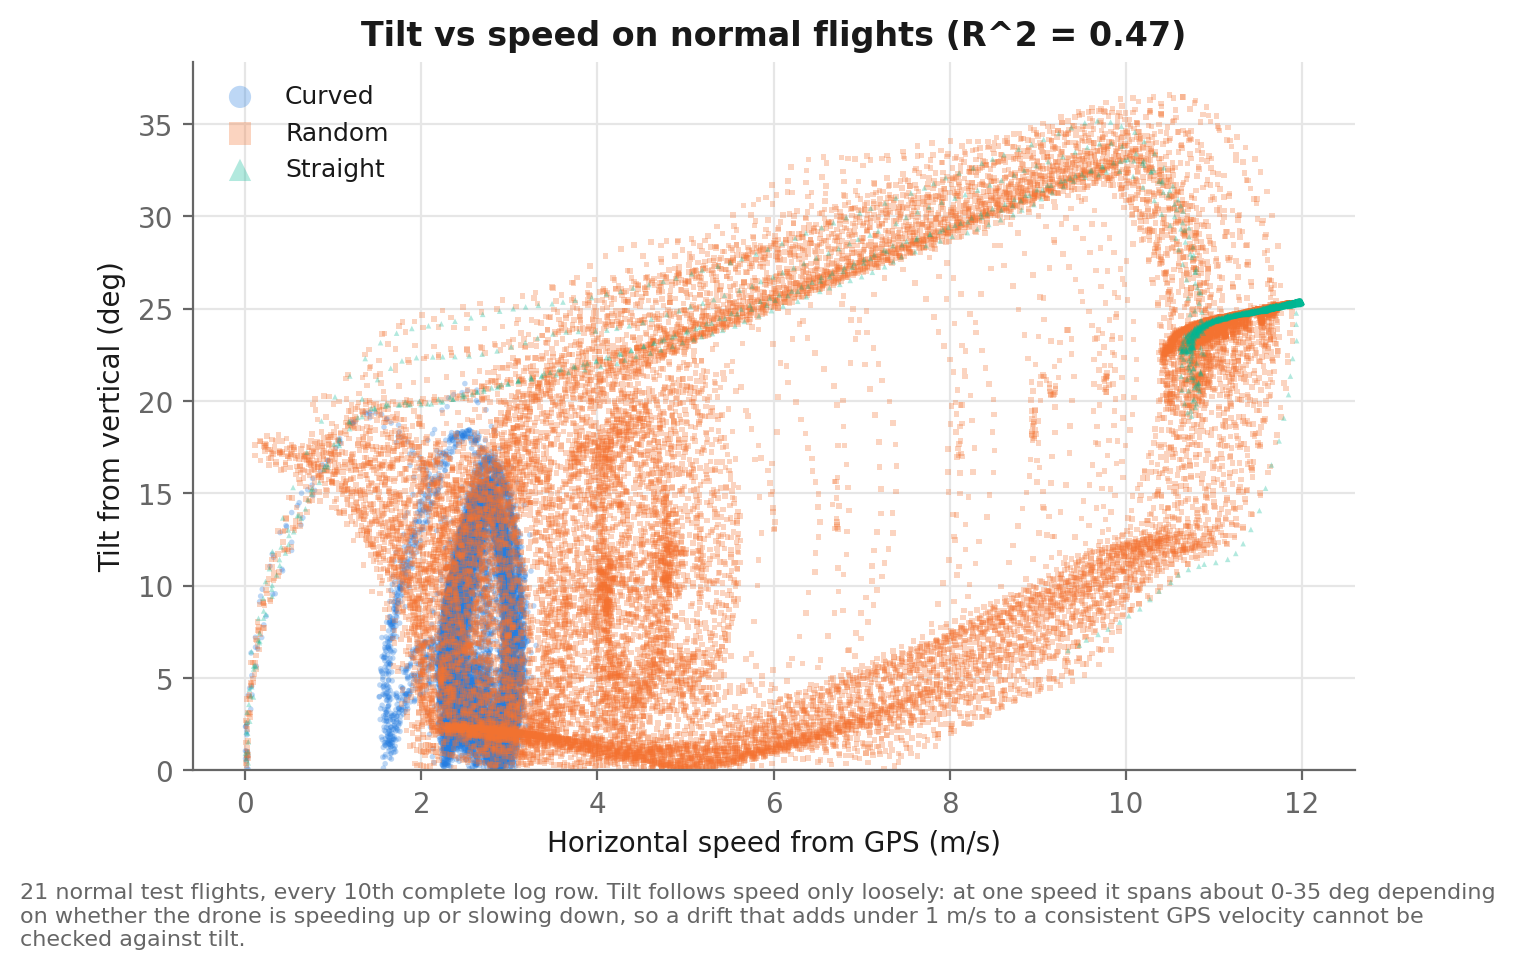 Tilt vs speed on normal flights (R^2 = 0.47)
Curved
Random
Straight
35
30
25
20
15
10
5
0
Tilt from vertical (deg)
0 2 4 6 8 10 12
Horizontal speed from GPS (m/s)
21 normal test flights, every 10th complete log row. Tilt follows speed only loosely: at one speed it spans about 0-35 deg depending
on whether the drone is speeding up or slowing down, so a drift that adds under 1 m/s to a consistent GPS velocity cannot be
checked against tilt.